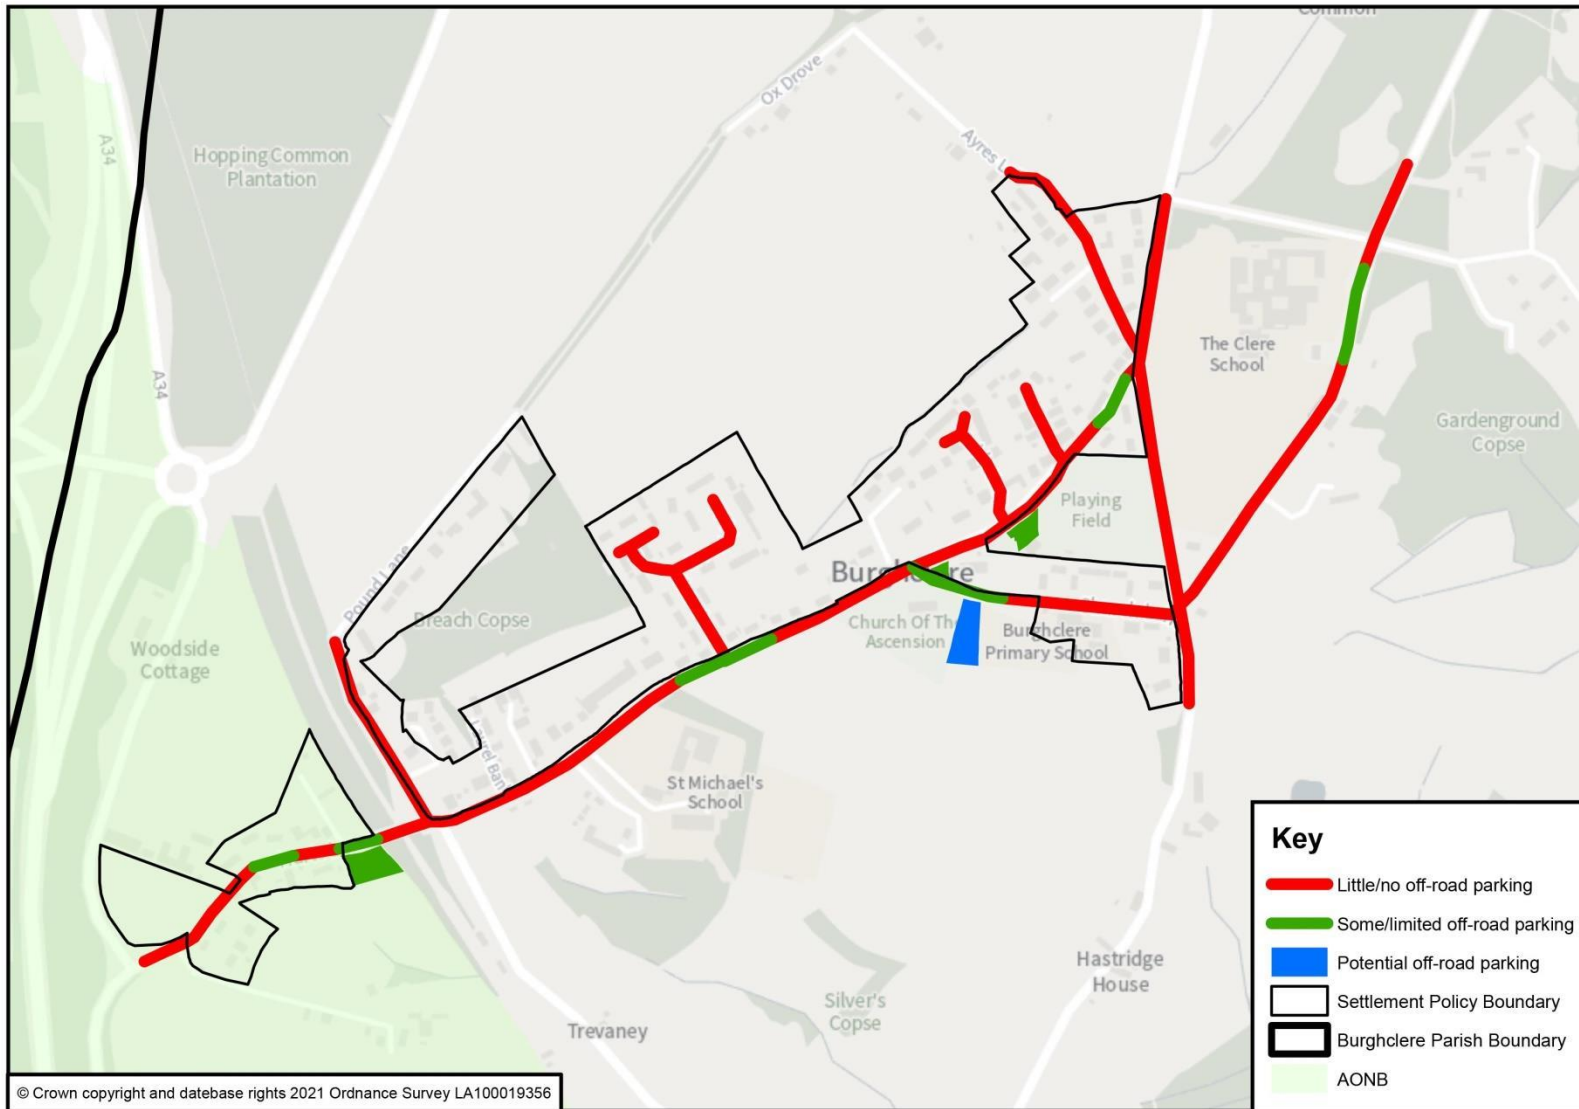 Common
Ox Drove
A34
Hopping Common
Plantation
Ayres L
The Clere
School
A34
Gardenground
Copse
Playing
Field
Pound Lane
Burghclere
Breach Copse
Church Of The
Ascension
Burghclere
Primary School
Woodside
Cottage
Laurel Bank
St Michael's
School
Hastridge
House
Silver's
Copse
Trevaney
Key
Little/no off-road parking
Some/limited off-road parking
Potential off-road parking
Settlement Policy Boundary
Burghclere Parish Boundary
AONB
© Crown copyright and datebase rights 2021 Ordnance Survey LA100019356